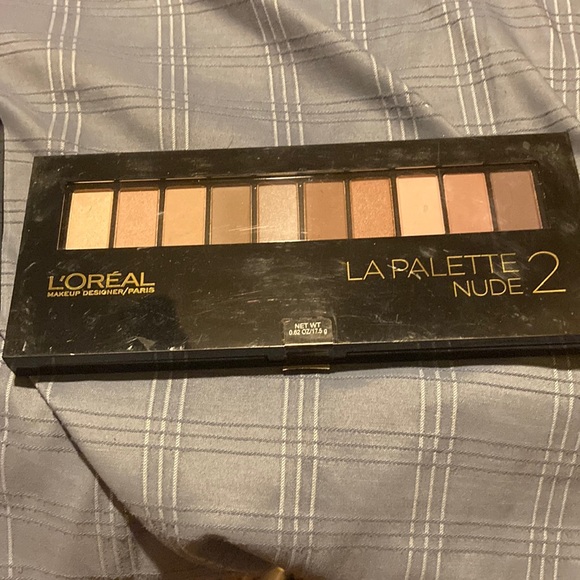 L'ORÉAL
MAKEUP DESIGNER/PARIS
LA PALETTE
NUDE 2
NET WT
0.62 OZ/17.5 g